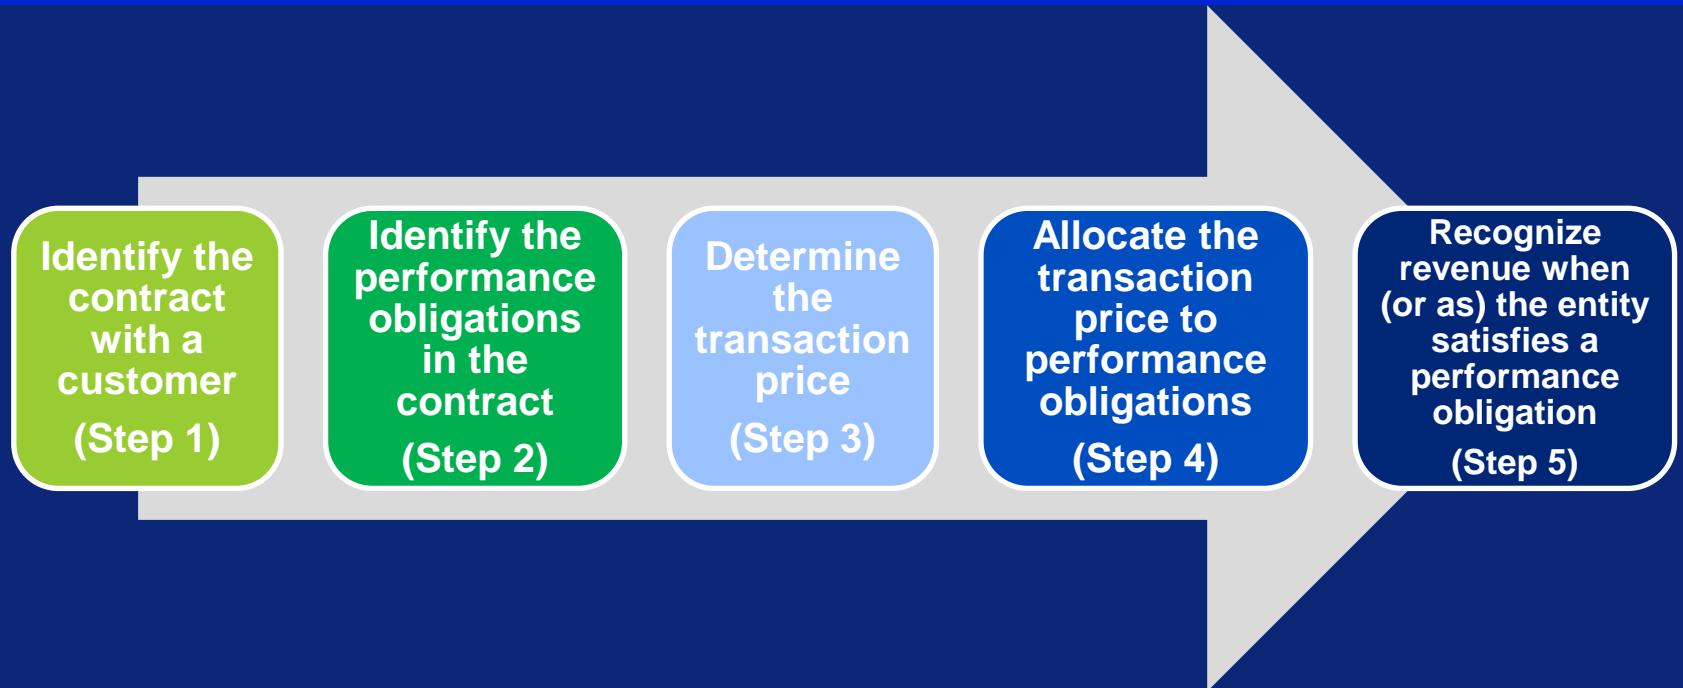 Identify the
contract
with a
customer
(Step 1)
Identify the
performance
obligations
in the
contract
(Step 2)
Determine
the
transaction
price
(Step 3)
Allocate the
transaction
price to
performance
obligations
(Step 4)
Recognize
revenue when
(or as) the entity
satisfies a
performance
obligation
(Step 5)